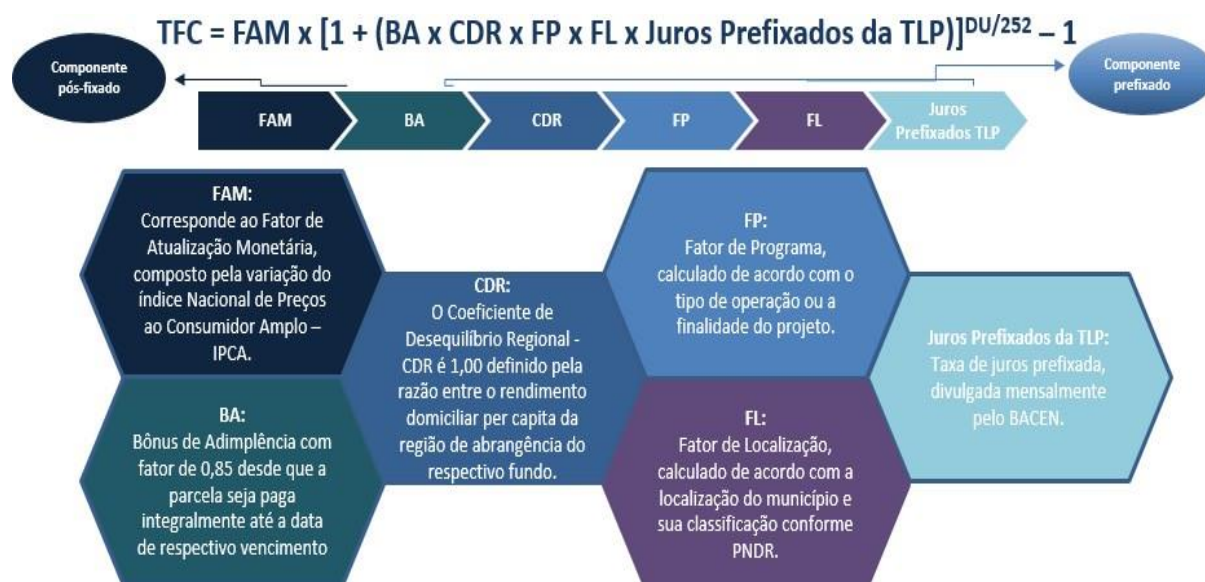 TFC = FAM x [1 + (BA x CDR x FP x FL x Juros Prefixados da TLP)]^DU/252 – 1
Componente
pós-fixado
Componente
prefixado
FAM
BA
CDR
FP
FL
Juros
Prefixados TLP
FAM:
Corresponde ao Fator de
Atualização Monetária,
composto pela variação do
índice Nacional de Preços
ao Consumidor Amplo –
IPCA.
BA:
Bônus de Adimplência com
fator de 0,85 desde que a
parcela seja paga
integralmente até a data
de respectivo vencimento
CDR:
O Coeficiente de
Desequilíbrio Regional -
CDR é 1,00 definido pela
razão entre o rendimento
domiciliar per capita da
região de abrangência do
respectivo fundo.
FP:
Fator de Programa,
calculado de acordo com o
tipo de operação ou a
finalidade do projeto.
FL:
Fator de Localização,
calculado de acordo com a
localização do município e
sua classificação conforme
PNDR.
Juros Prefixados da TLP:
Taxa de juros prefixada,
divulgada mensalmente
pelo BACEN.